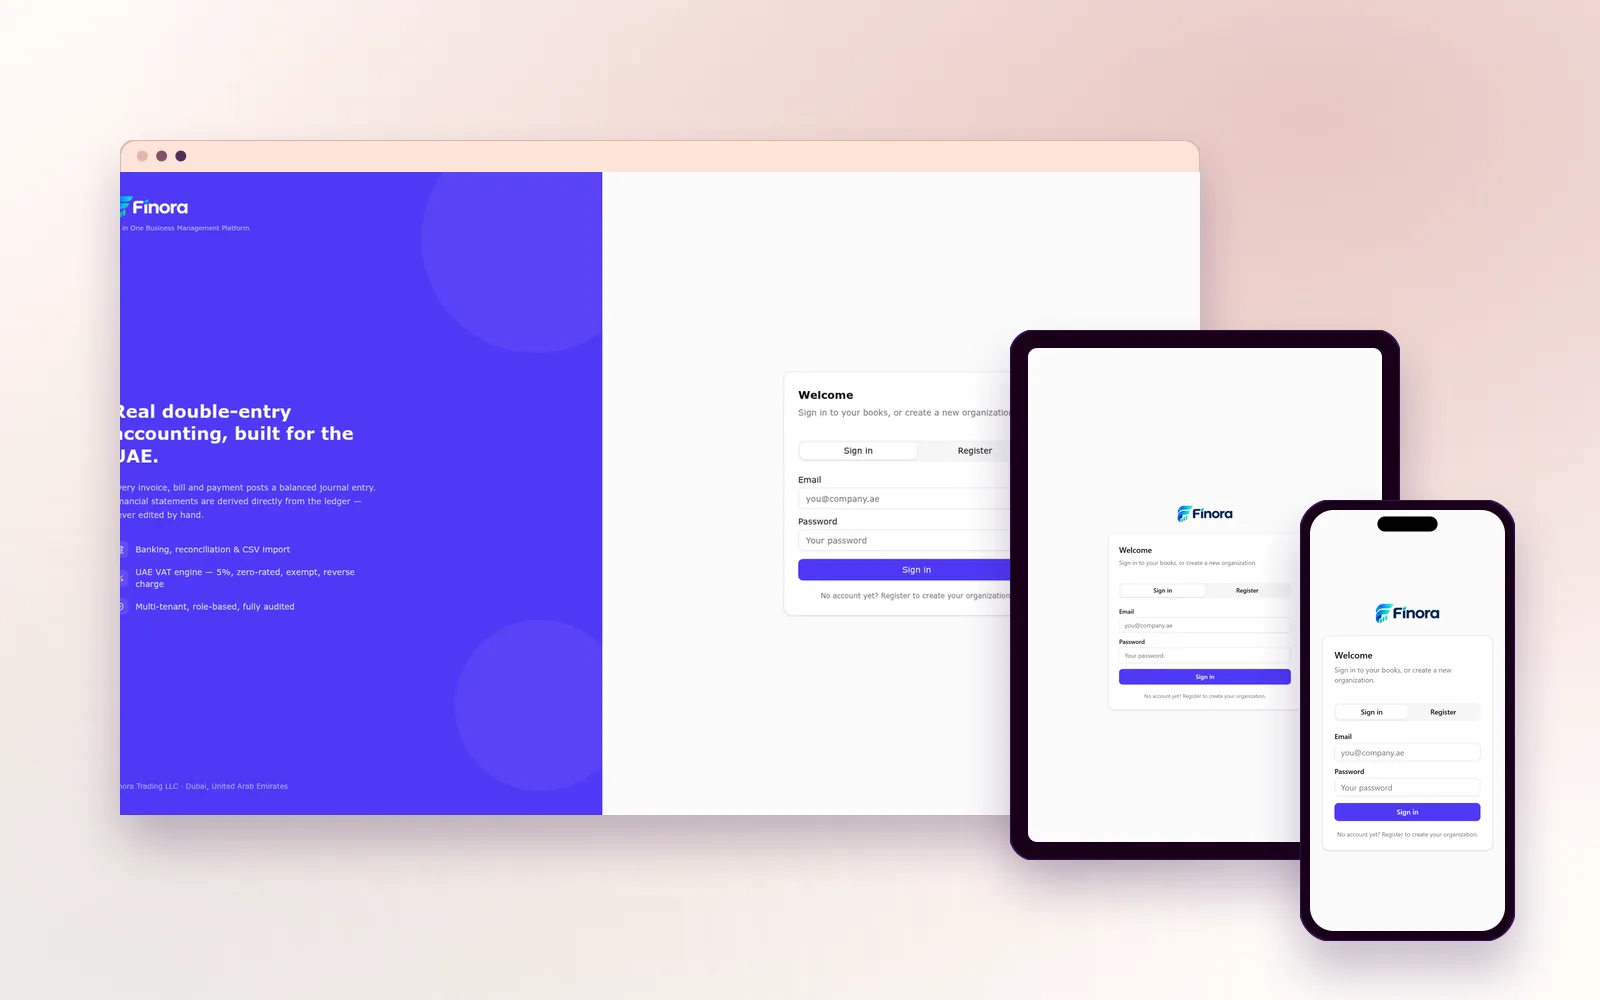 Finora
in One Business Management Platform
Real double-entry
accounting, built for the
UAE.
every invoice, bill and payment posts a balanced journal entry.
nancial statements are derived directly from the ledger —
ever edited by hand.
Banking, reconciliation & CSV import
UAE VAT engine — 5%, zero-rated, exempt, reverse
charge
Multi-tenant, role-based, fully audited
nora Trading LLC · Dubai, United Arab Emirates
Welcome
Sign in to your books, or create a new organization
Sign in
Register
Email
you@company.ae
Password
Your password
Sign in
No account yet? Register to create your organization
Finora
Welcome
Sign in to your books, or create a new organization.
Sign in
Register
Email
you@company.ae
Password
Your password
Sign in
No account yet? Register to create your organization.
Finora
Welcome
Sign in to your books, or create a new
organization.
Sign in
Register
Email
you@company.ae
Password
Your password
Sign in
No account yet? Register to create your organization.